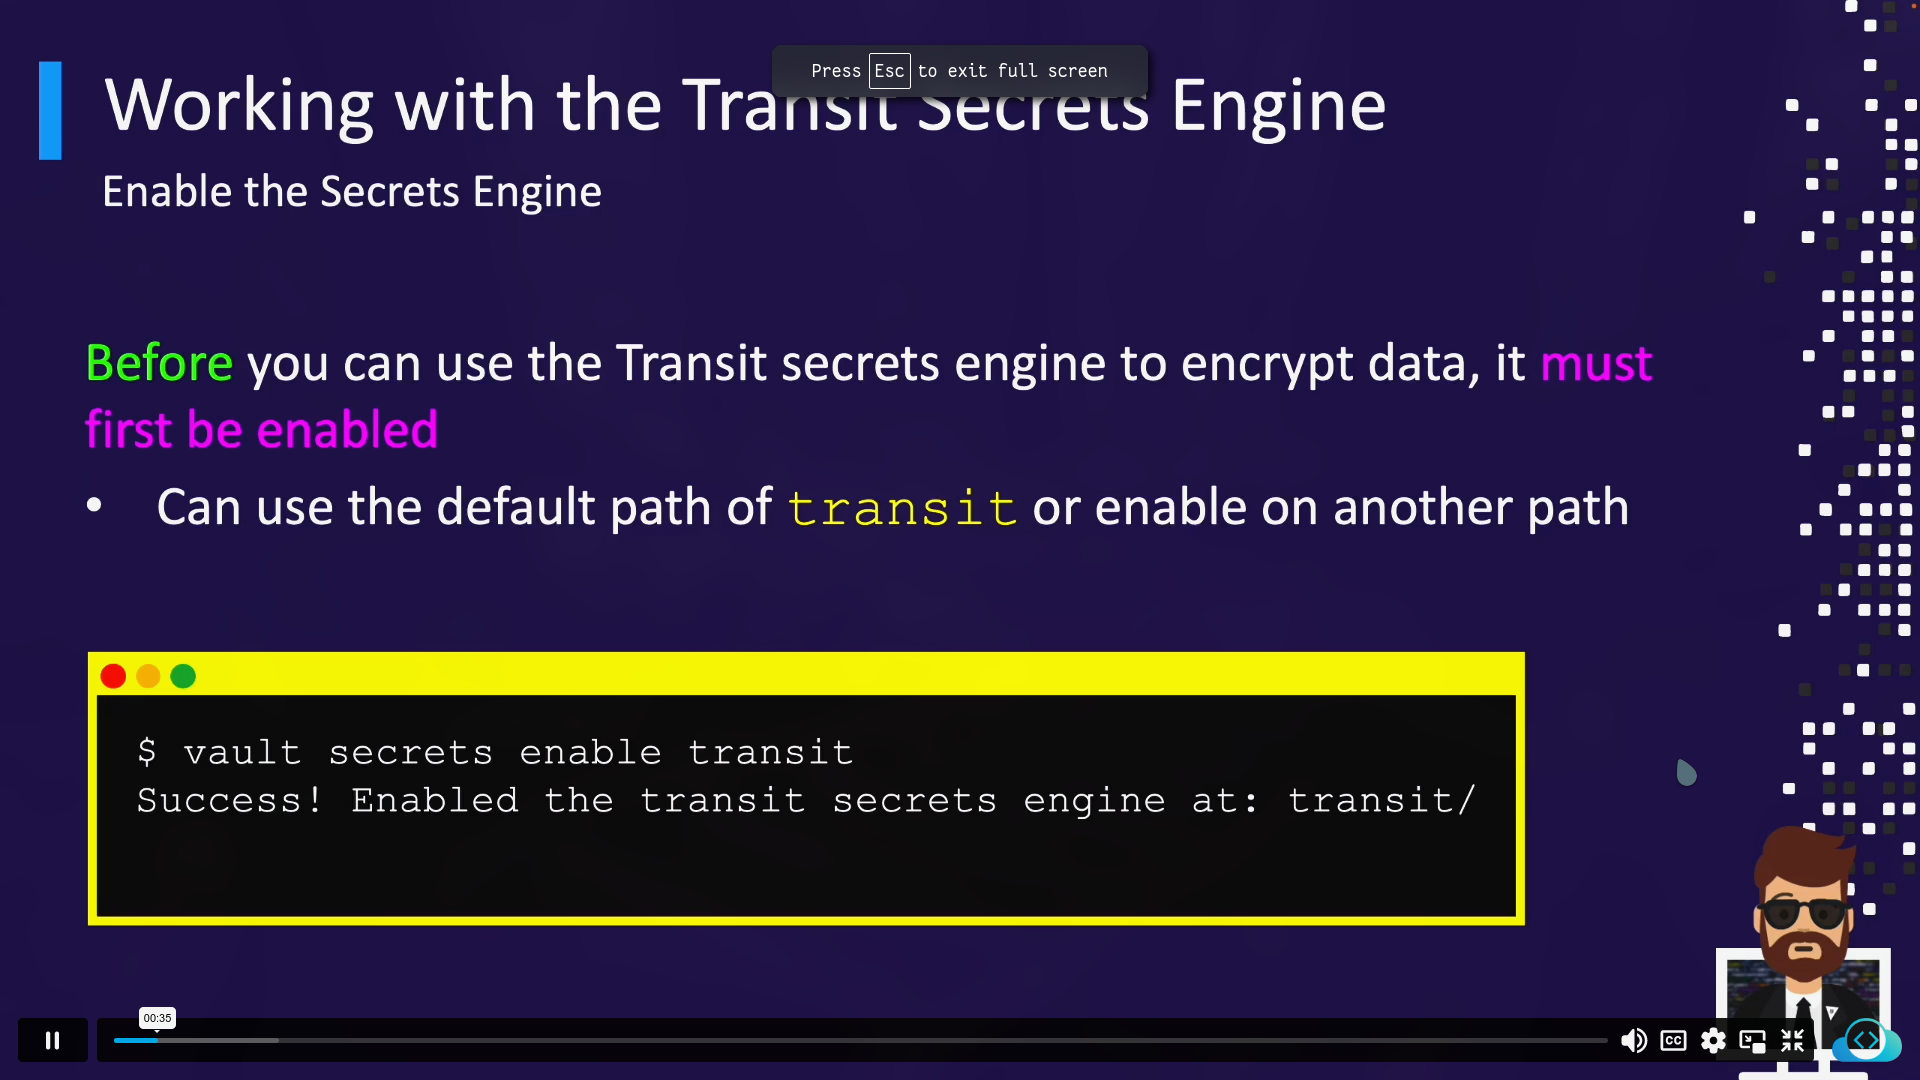 Press Esc to exit full screen
Working with the Transit Secrets Engine
Enable the Secrets Engine
Before you can use the Transit secrets engine to encrypt data, it must
first be enabled
• Can use the default path of transit or enable on another path
$ vault secrets enable transit
Success! Enabled the transit secrets engine at: transit/
00:35
CC